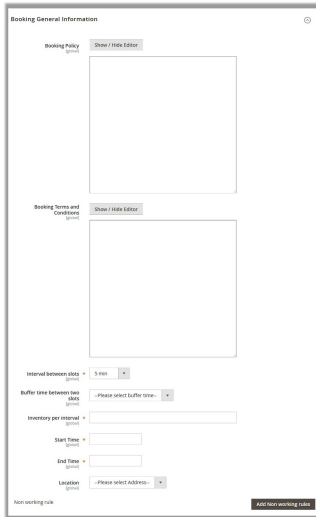 Booking General Information
Booking Policy
[global]
Show / Hide Editor
Booking Terms and
Conditions
[global]
Show / Hide Editor
Interval between slots *
[global]
5 min
Buffer time between two
slots
[global]
--Please select buffer time--
Inventory per interval *
[global]
Start Time *
[global]
End Time *
[global]
Location
[global]
--Please select Address--
Non working rule
Add Non working rules